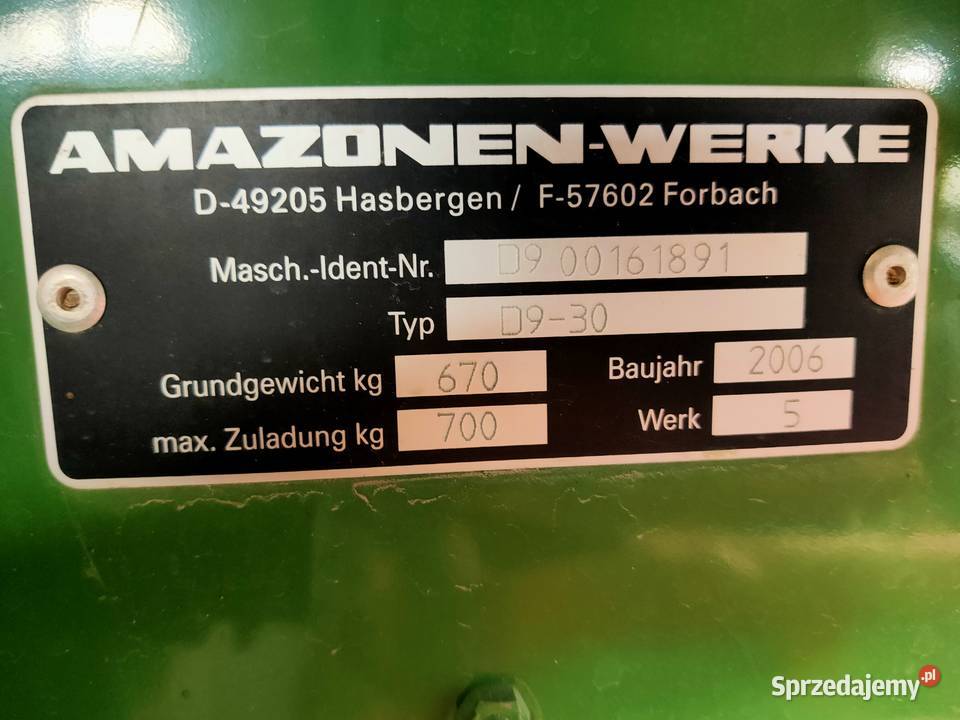 AMAZONEN-WERKE
D-49205 Hasbergen / F-57602 Forbach
Masch.-Ident-Nr. D9 00161891
Typ D9-30
Grundgewicht kg 670 Baujahr 2006
max. Zuladung kg 700 Werk 5
Sprzedajemy.pl